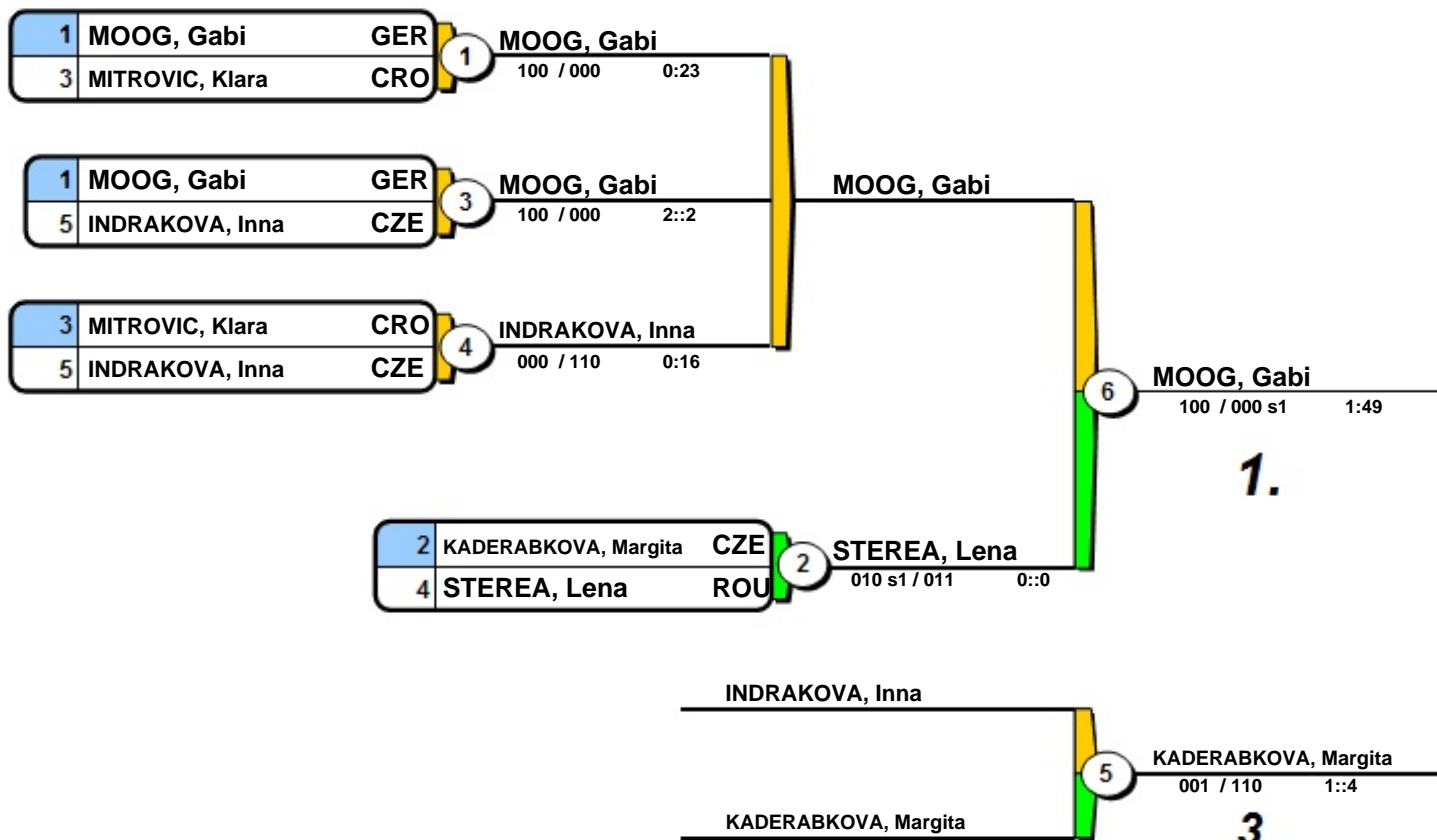 1 MOOG, Gabi GER
3 MITROVIC, Klara CRO
1 MOOG, Gabi
100 / 000 0:23
1 MOOG, Gabi GER
5 INDRAKOVA, Inna CZE
3 MOOG, Gabi
100 / 000 2::2
MOOG, Gabi
3 MITROVIC, Klara CRO
5 INDRAKOVA, Inna CZE
4 INDRAKOVA, Inna
000 / 110 0:16
6 MOOG, Gabi
100 / 000 s1 1:49
1.
2 KADERABKOVA, Margita CZE
4 STEREA, Lena ROU
2 STEREA, Lena
010 s1 / 011 0::0
INDRAKOVA, Inna
5 KADERABKOVA, Margita
001 / 110 1::4
KADERABKOVA, Margita
3